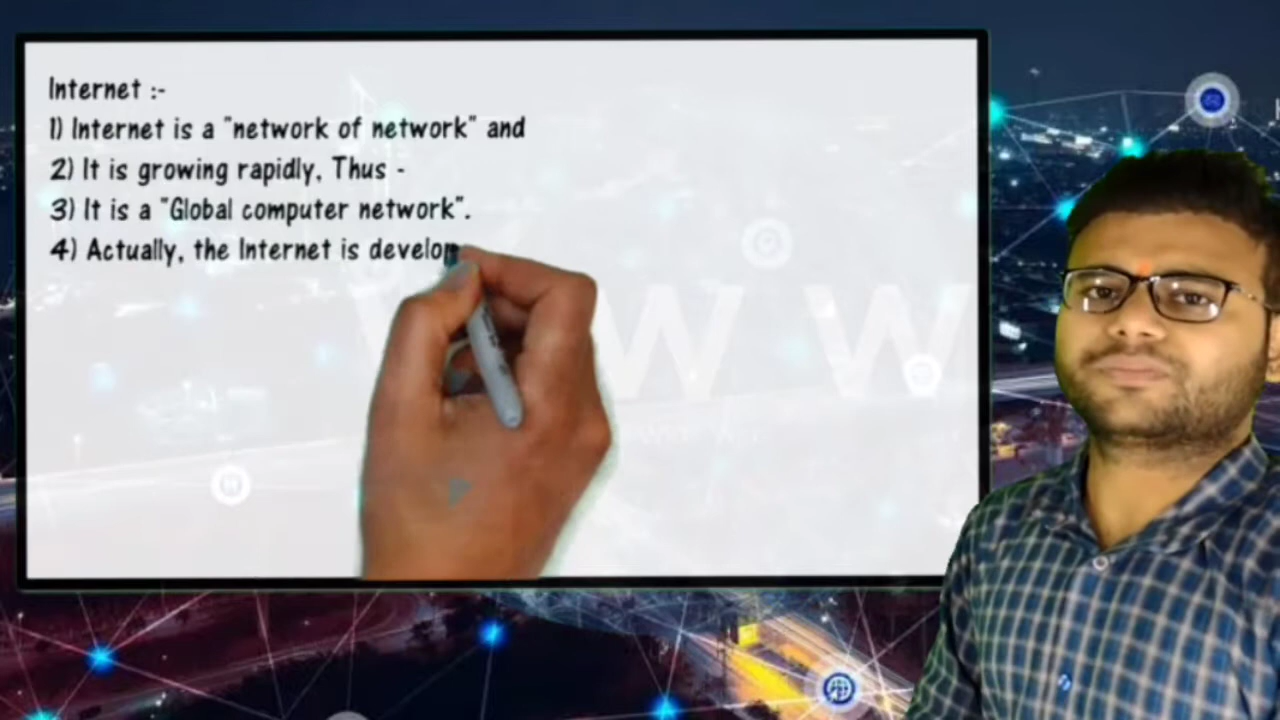 Internet :-
1) Internet is a "network of network" and
2) It is growing rapidly, Thus -
3) It is a "Global computer network".
4) Actually, the Internet is develop
W W